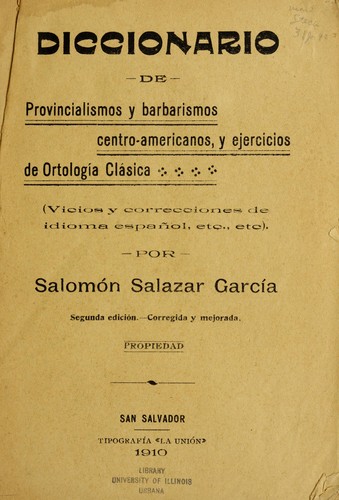 DICCIONARIO
— DE —
Provincialismos y barbarismos
centro-americanos, y ejercicios
de Ortología Clásica
(Vicios y correcciones de
idioma español, etc., etc).
— POR —
Salomón Salazar García
Segunda edición.—Corregida y mejorada.
PROPIEDAD
SAN SALVADOR
TIPOGRAFÍA «LA UNIÓN»
1910
LIBRARY
UNIVERSITY OF ILLINOIS
URBANA